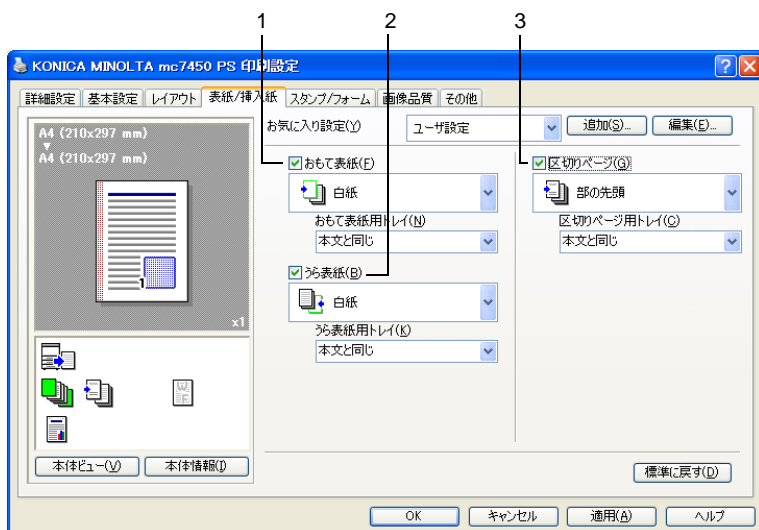 1 2 3
KONICA MINOLTA mc7450 PS 印刷設定
詳細設定 基本設定 レイアウト 表紙/挿入紙 スタンプ/フォーム 画像品質 その他
A4 (210x297 mm)
A4 (210x297 mm)
1
x1
本体ビュー(V) 本体情報(I)
お気に入り設定(Y) ユーザ設定 追加(S)... 編集(E)...
おもて表紙(F)
白紙
おもて表紙用トレイ(N)
本文と同じ
うら表紙(B)
白紙
うら表紙用トレイ(K)
本文と同じ
区切りページ(G)
部の先頭
区切りページ用トレイ(C)
本文と同じ
標準に戻す(D)
OK キャンセル 適用(A) ヘルプ